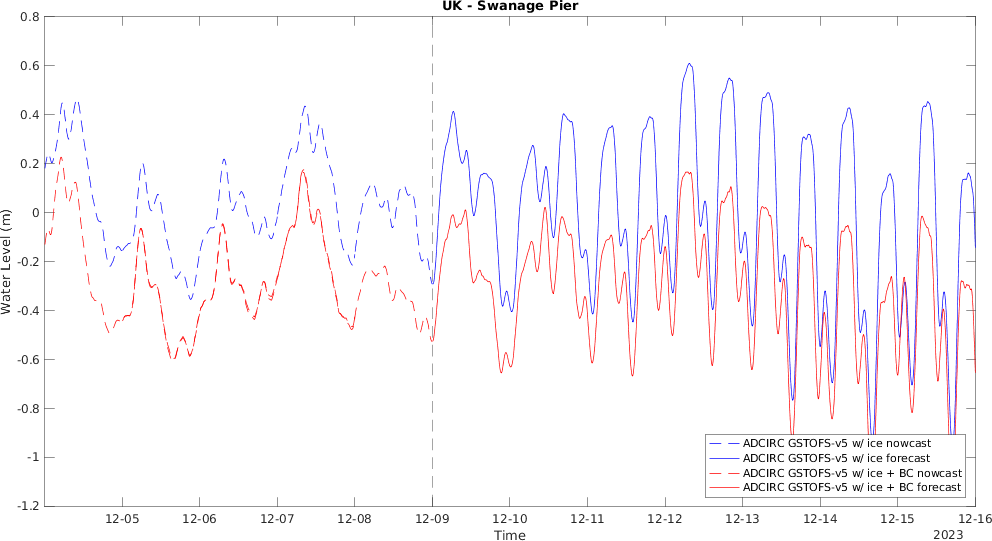 UK - Swanage Pier
Water Level (m)
0.8
0.6
0.4
0.2
0
-0.2
-0.4
-0.6
-0.8
-1
-1.2
ADCIRC GSTOFS-v5 w/ ice nowcast
ADCIRC GSTOFS-v5 w/ ice forecast
ADCIRC GSTOFS-v5 w/ ice + BC nowcast
ADCIRC GSTOFS-v5 w/ ice + BC forecast
12-05 12-06 12-07 12-08 12-09 12-10 12-11 12-12 12-13 12-14 12-15 12-16
Time
2023